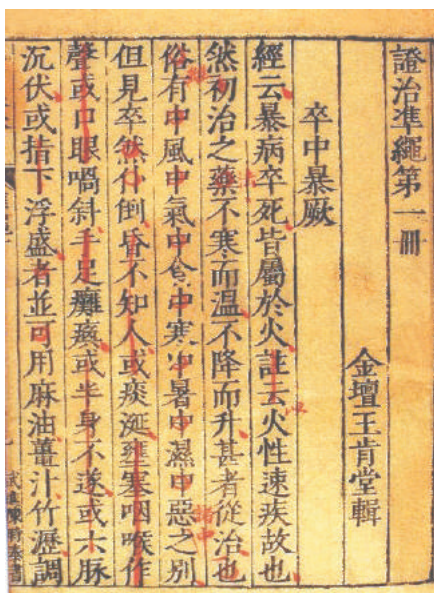 證治準繩第一冊
金壇王肯堂輯
卒中暴厥
經云暴病卒死皆屬於火註云火性速疾故也
然初治之藥不寒而溫不降而升甚者從治也
俗有中風中氣中食中寒中暑中濕中惡之別
但見卒然仆倒昏不知人或痰涎壅塞咽喉作
聲或口眼喎斜手足癱瘓或半身不遂或六脉
沉伏或指下浮盛者並可用麻油薑汁竹瀝調